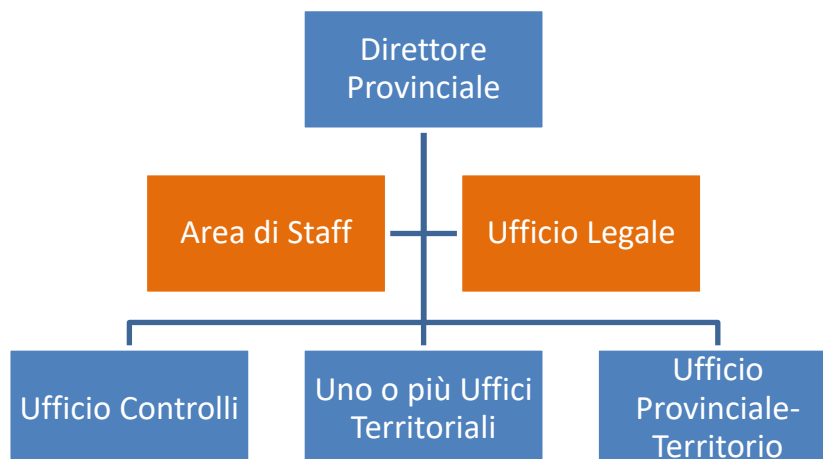 Direttore
Provinciale
Area di Staff
Ufficio Legale
Ufficio Controlli
Uno o più Uffici
Territoriali
Ufficio
Provinciale-
Territorio